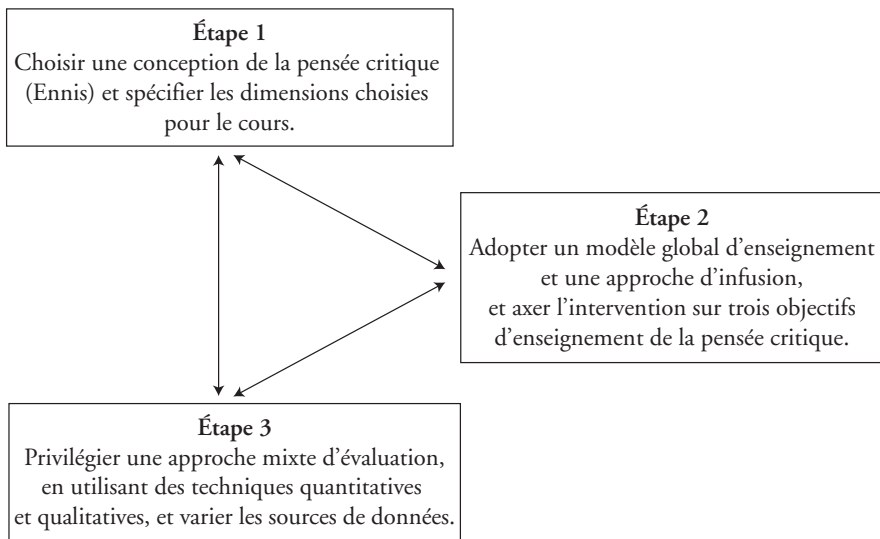 Étape 1
Choisir une conception de la pensée critique
(Ennis) et spécifier les dimensions choisies
pour le cours.
Étape 2
Adopter un modèle global d’enseignement
et une approche d’infusion,
et axer l’intervention sur trois objectifs
d’enseignement de la pensée critique.
Étape 3
Privilégier une approche mixte d’évaluation,
en utilisant des techniques quantitatives
et qualitatives, et varier les sources de données.